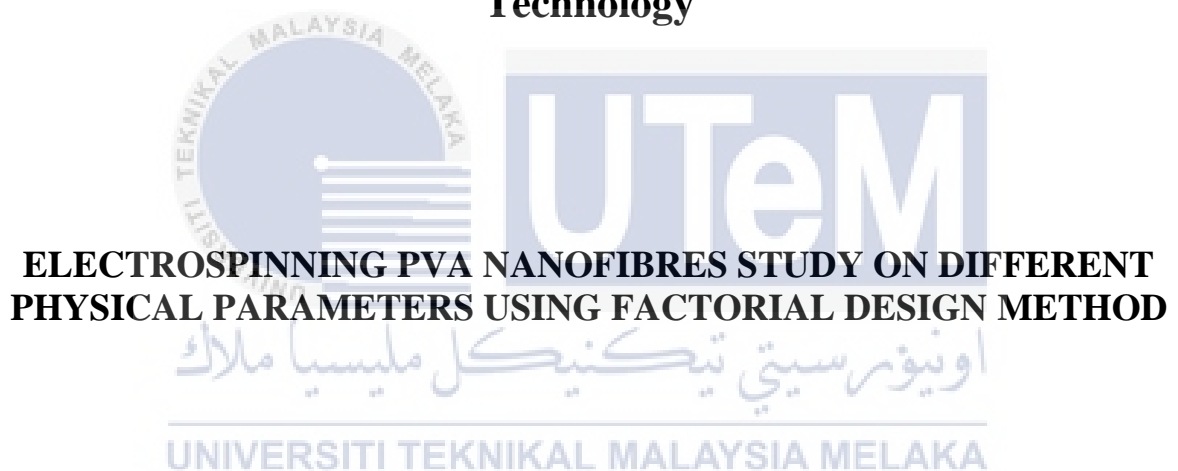 Technology
UNIVERSITI TEKNIKAL MALAYSIA MELAKA
UTeM
ELECTROSPINNING PVA NANOFIBRES STUDY ON DIFFERENT
PHYSICAL PARAMETERS USING FACTORIAL DESIGN METHOD
اونيۏرسيتي تيكنيكل مليسيا ملاك
UNIVERSITI TEKNIKAL MALAYSIA MELAKA